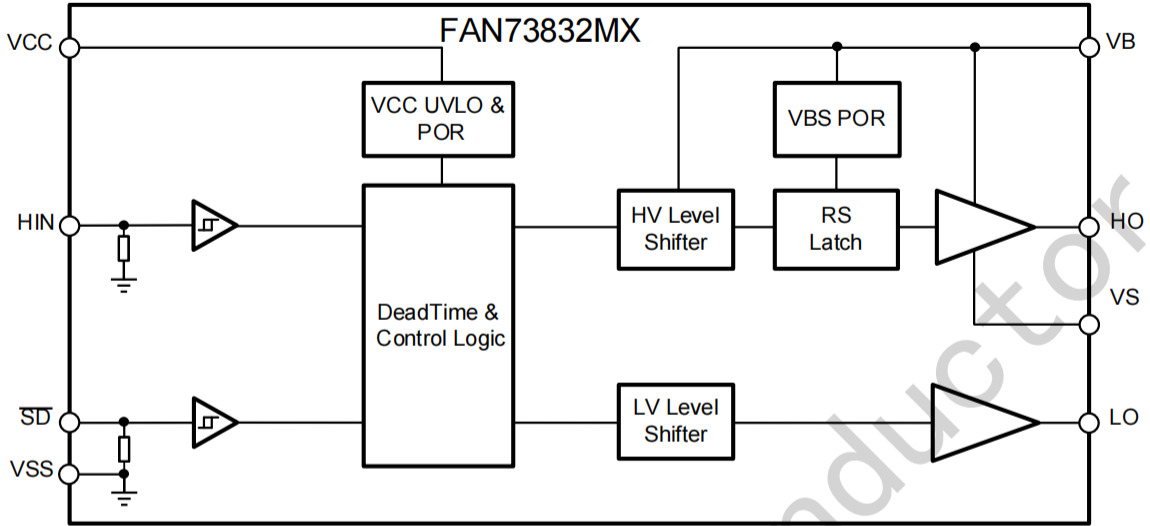 FAN73832MX
VCC
VB
VCC UVLO &
POR
VBS POR
HIN
HV Level
Shifter
RS
Latch
HO
VS
DeadTime &
Control Logic
SD
LV Level
Shifter
LO
VSS
nductor